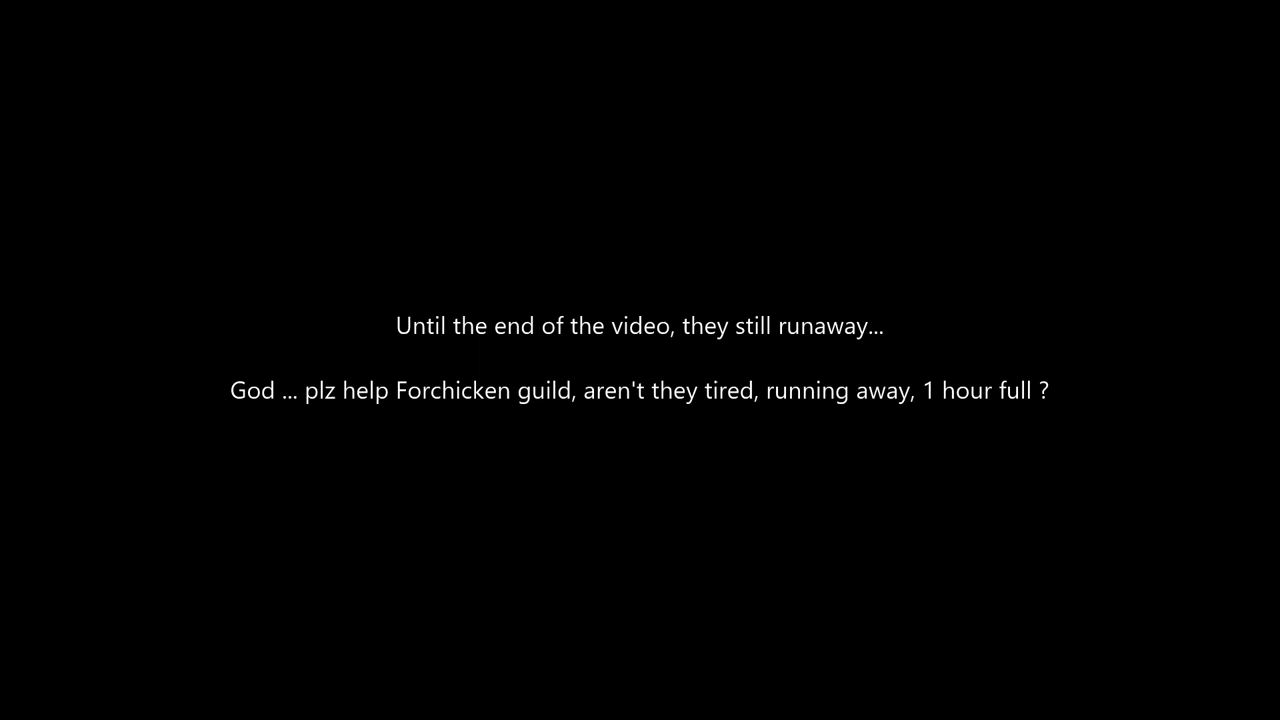 Until the end of the video, they still runaway...
God ... plz help Forchicken guild, aren't they tired, running away, 1 hour full ?